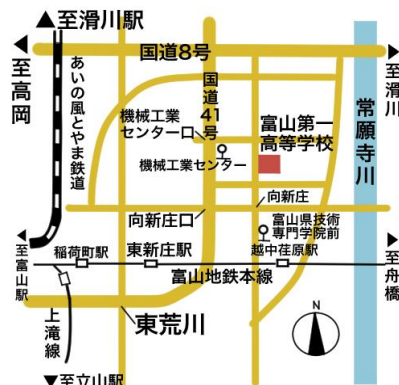 ▲至滑川駅
国道8号
至高岡
至滑川
あいの風とやま鉄道
国道41号
機械工業
センター口
富山第一
高等学校
機械工業センター
常願寺川
向新庄
向新庄口
富山県技術
専門学院前
至富山駅
稲荷町駅
東新庄駅
越中荏原駅
富山地鉄本線
至舟橋
上滝線
東荒川
N
▼至立山駅